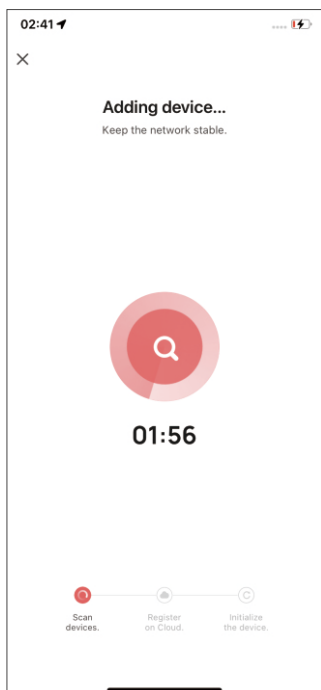 02:41
Adding device...
Keep the network stable.
01:56
Scan
devices.
Register
on Cloud.
Initialize
the device.